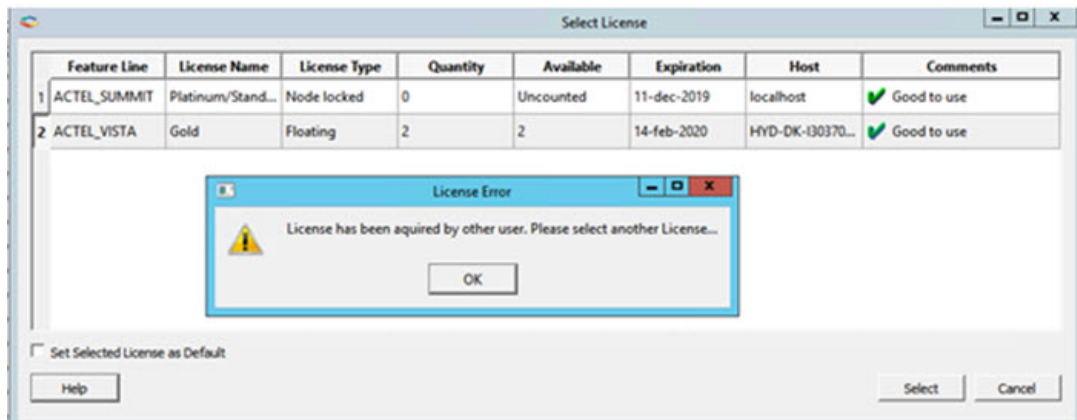 Select License
Feature Line License Name License Type Quantity Available Expiration Host Comments
1 ACTEL_SUMMIT Platinum/Stand... Node locked 0 Uncounted 11-dec-2019 localhost Good to use
2 ACTEL_VISTA Gold Floating 2 2 14-feb-2020 HYD-DK-I30370... Good to use
License Error
License has been aquired by other user. Please select another License...
OK
Set Selected License as Default
Help Select Cancel